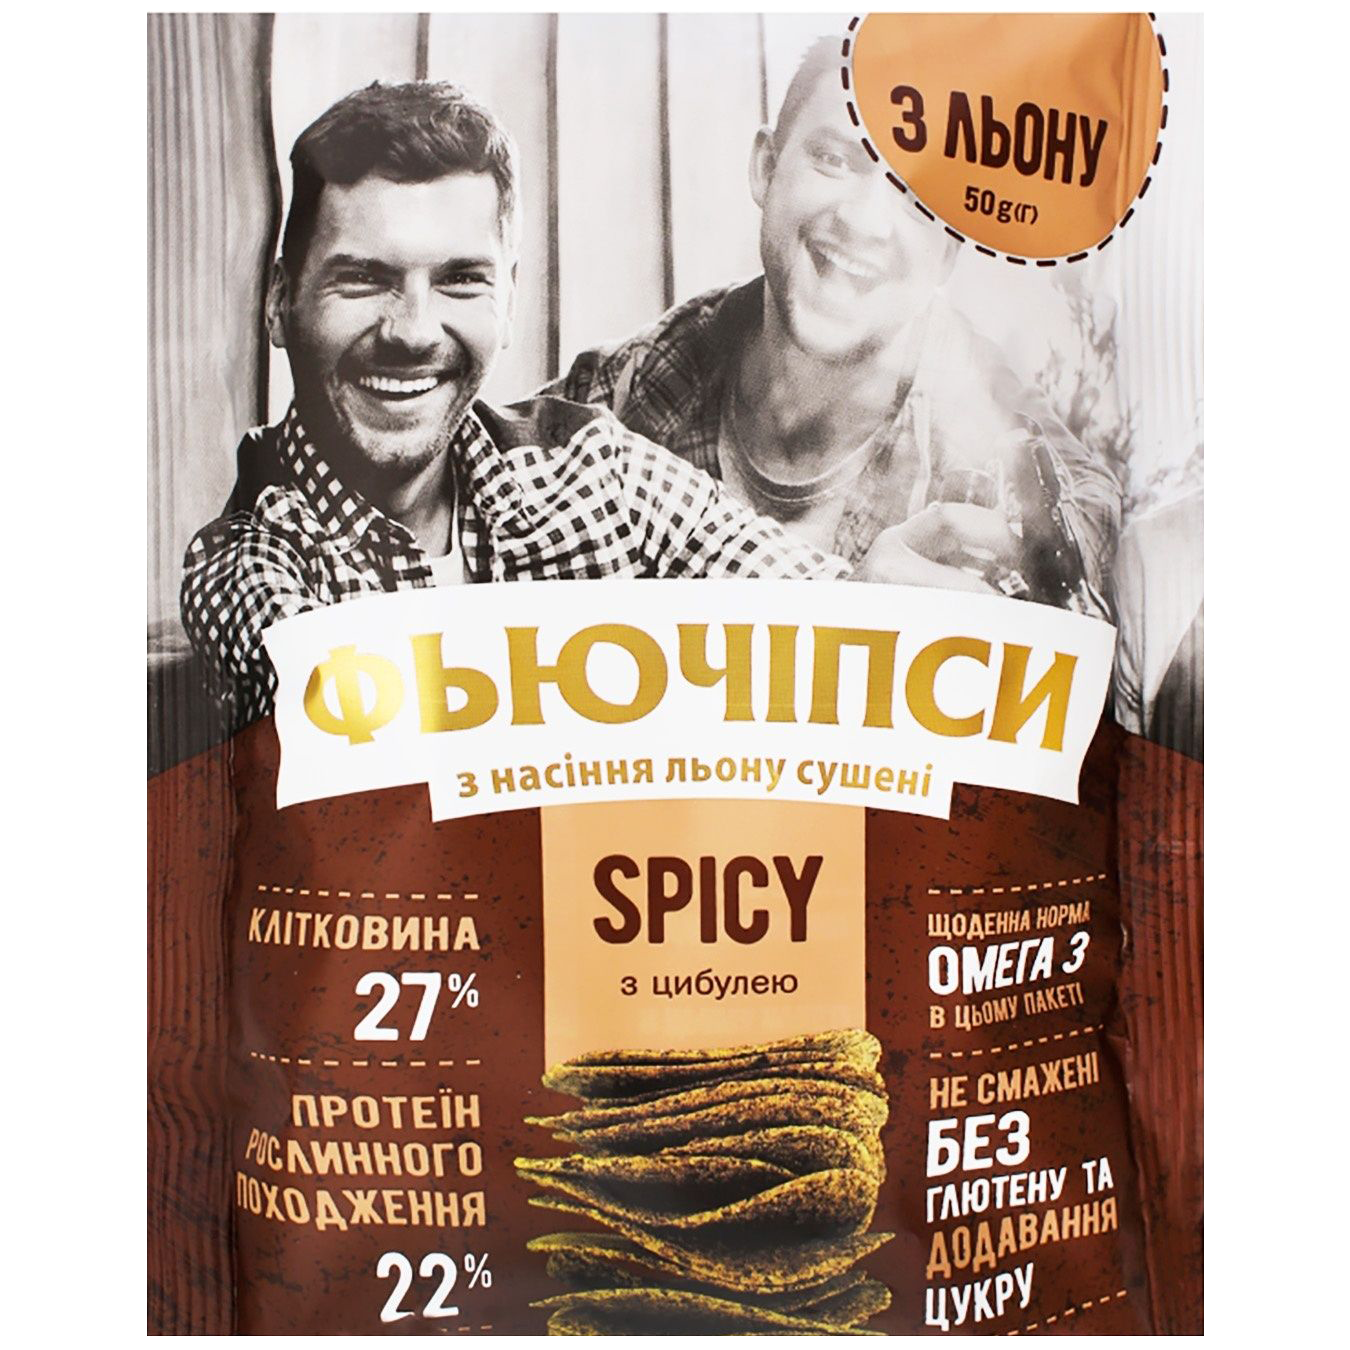 З ЛЬОНУ
50g(Г)
ФЬЮЧІПСИ
з насіння льону сушені
SPICY
з цибулею
КЛІТКОВИНА
27%
ПРОТЕЇН
РОСЛИННОГО
ПОХОДЖЕННЯ
22%
ЩОДЕННА НОРМА
ОМЕГА 3
В ЦЬОМУ ПАКЕТІ
НЕ СМАЖЕНІ
БЕЗ
ГЛЮТЕНУ ТА
ДОДАВАННЯ
ЦУКРУ